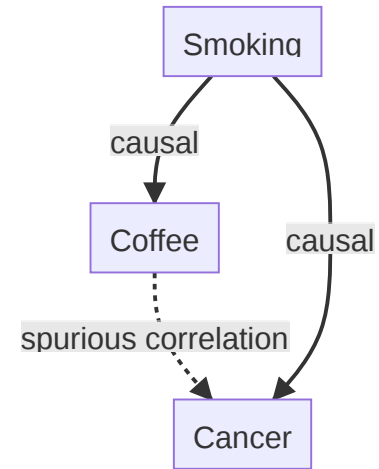 Smoking
causal
Coffee
causal
spurious correlation
Cancer